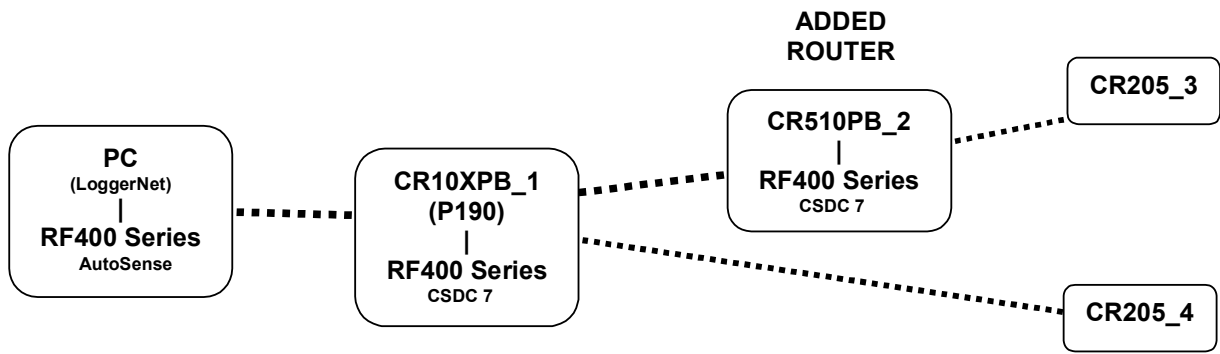 ADDED
ROUTER
PC
(LoggerNet)
|
RF400 Series
AutoSense
CR10XPB_1
(P190)
|
RF400 Series
CSDC 7
CR510PB_2
|
RF400 Series
CSDC 7
CR205_3
CR205_4